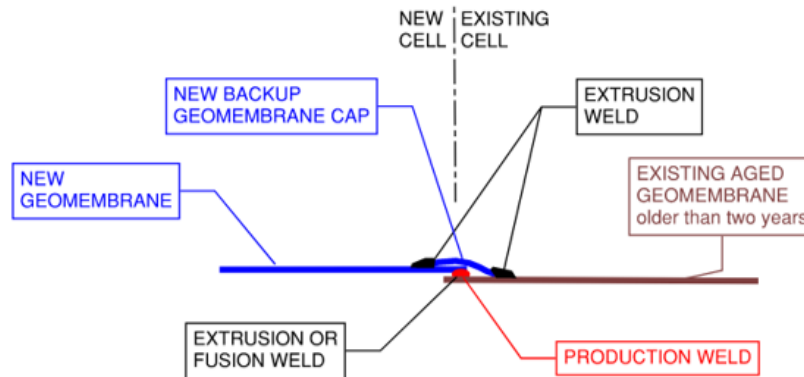 NEW
CELL
EXISTING
CELL
NEW BACKUP
GEOMEMBRANE CAP
EXTRUSION
WELD
NEW
GEOMEMBRANE
EXISTING AGED
GEOMEMBRANE
older than two years
EXTRUSION OR
FUSION WELD
PRODUCTION WELD